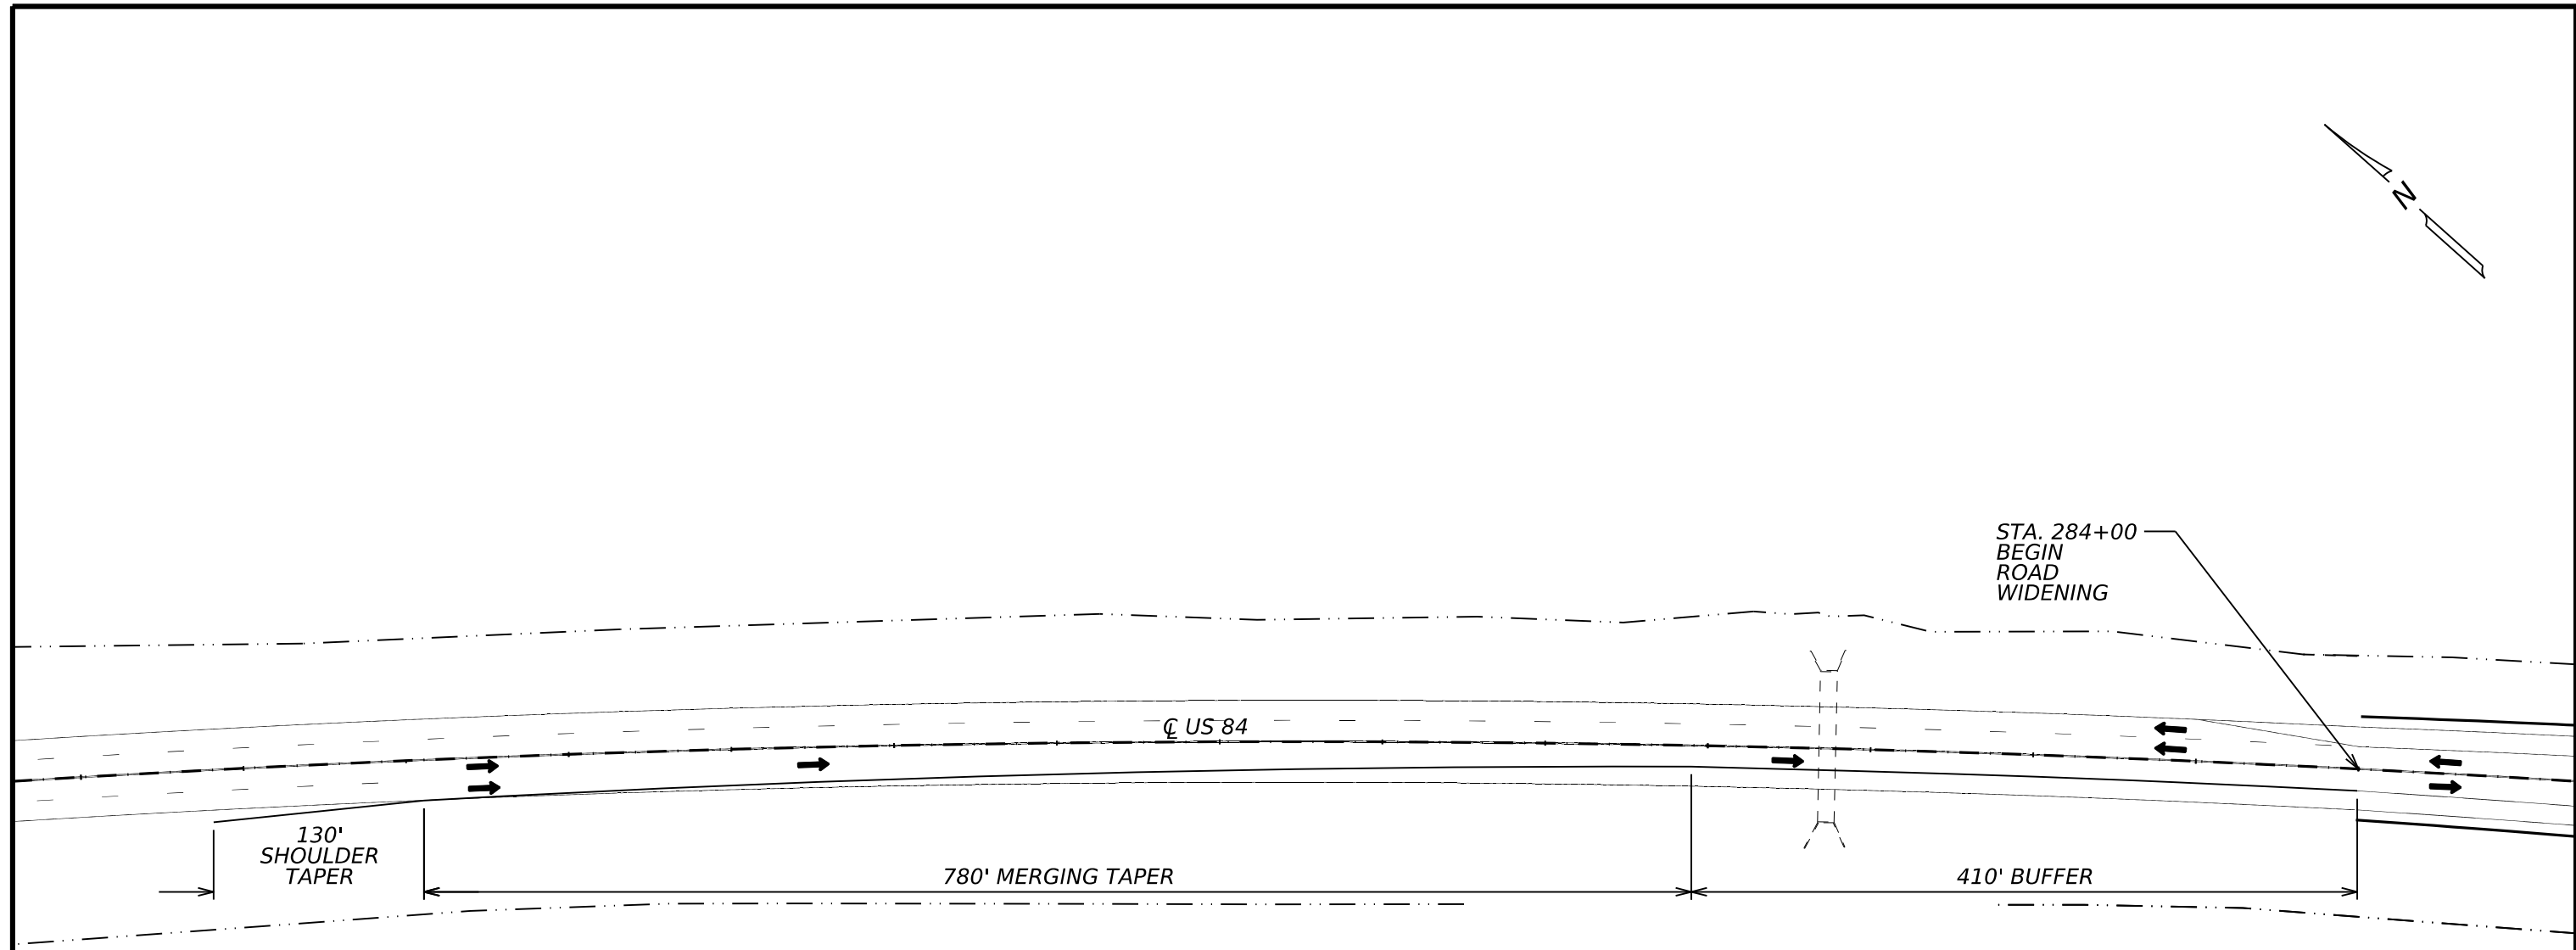 N
STA. 284+00
BEGIN
ROAD
WIDENING
℄ US 84
130'
SHOULDER
TAPER
780' MERGING TAPER
410' BUFFER